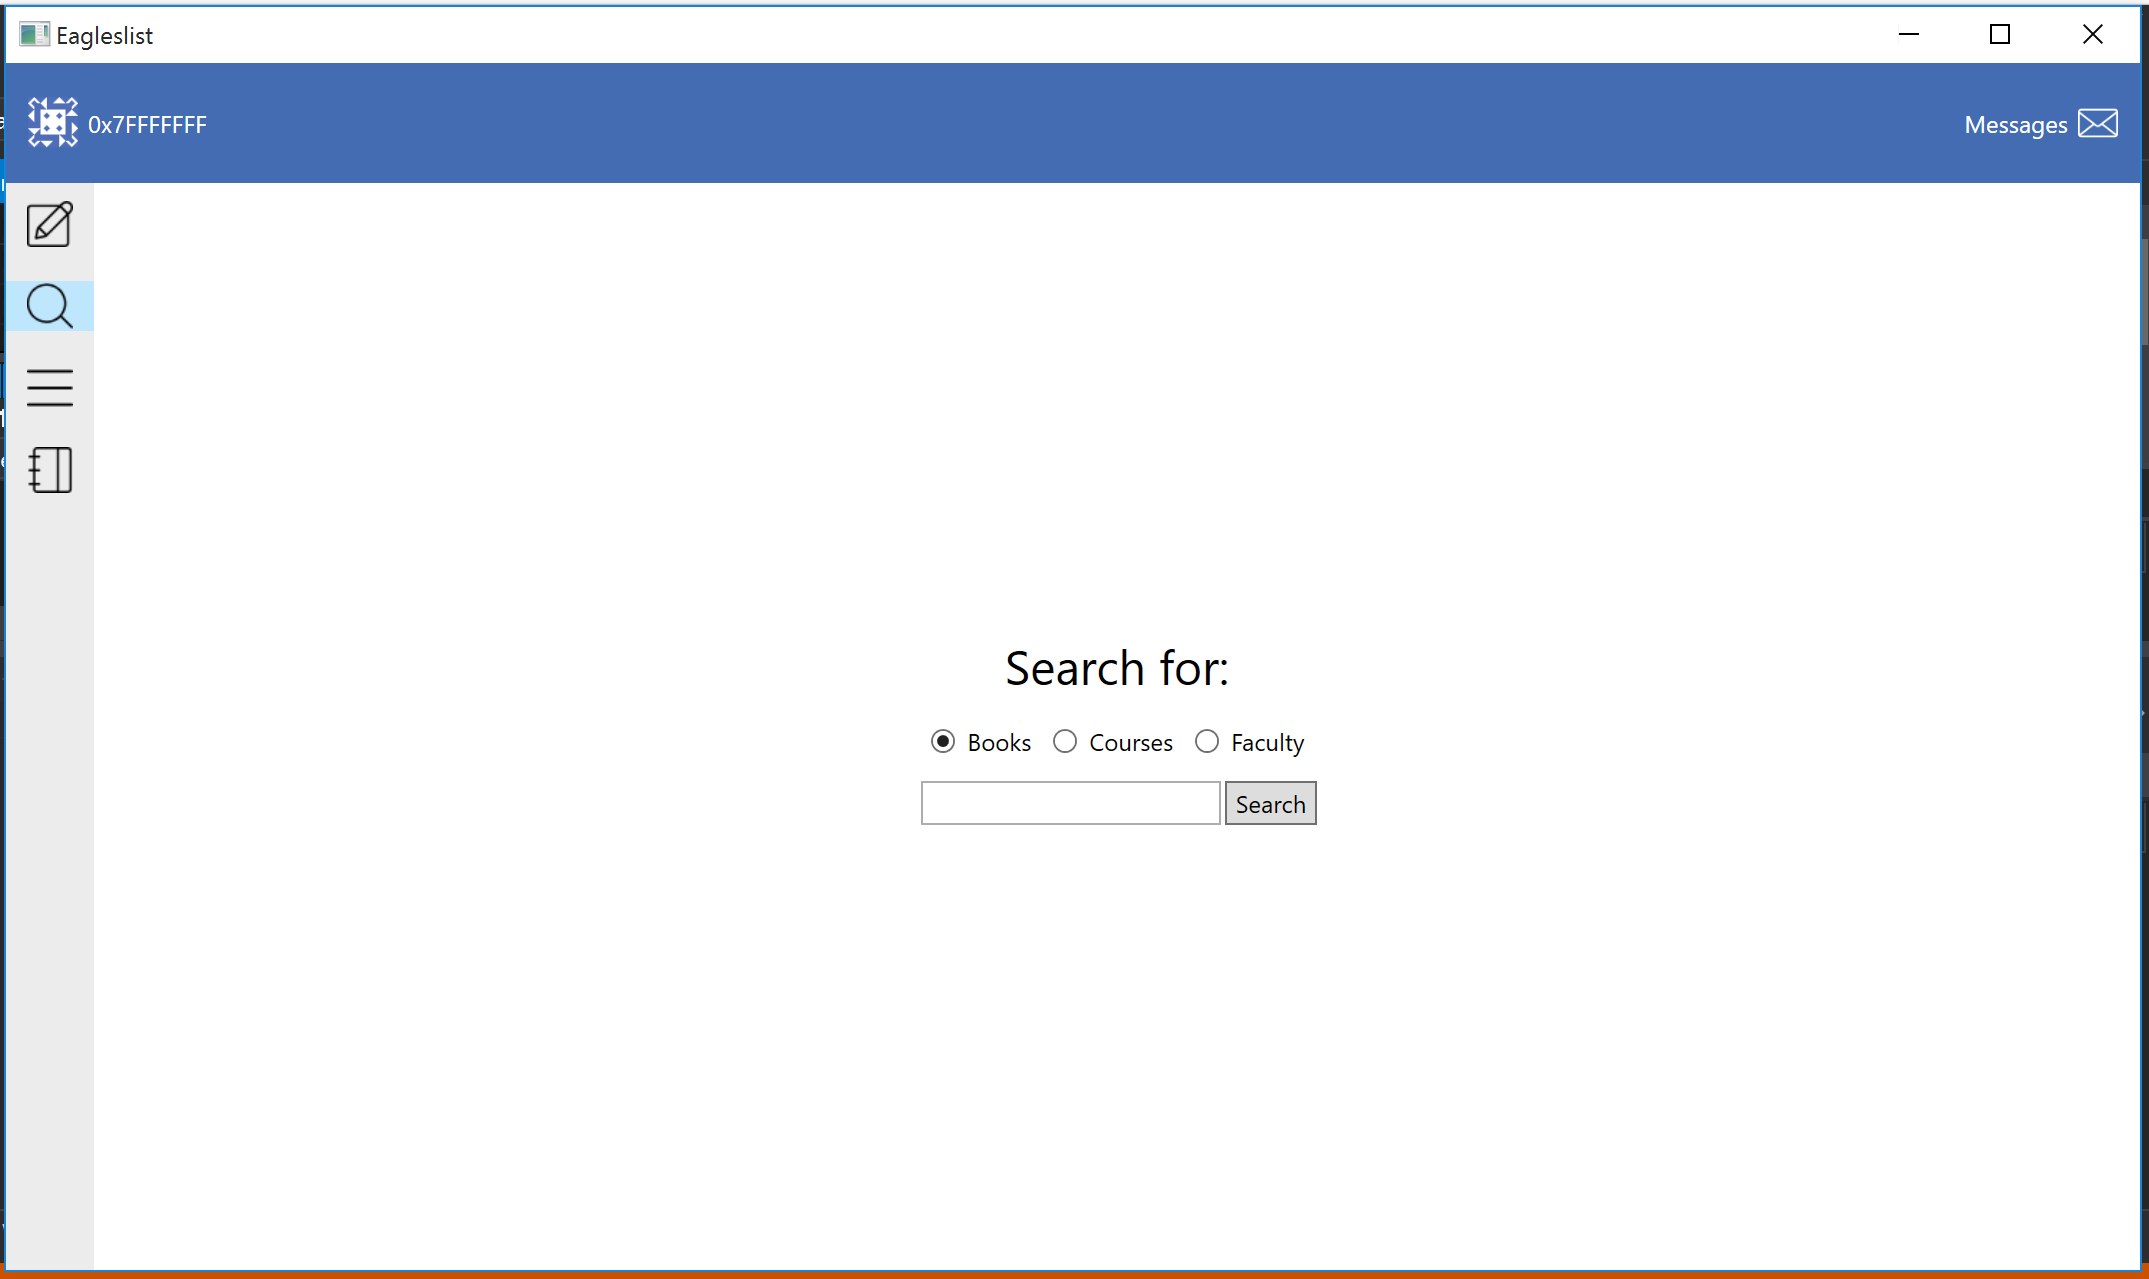 Eagleslist
0x7FFFFFFF
Messages
Search for:
Books Courses Faculty
Search